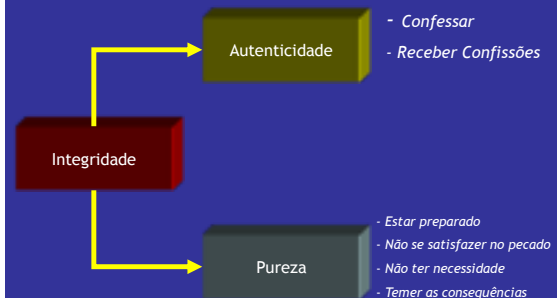 - Confessar
Autenticidade
- Receber Confissões
Integridade
- Estar preparado
- Não se satisfazer no pecado
Pureza
- Não ter necessidade
- Temer as consequências